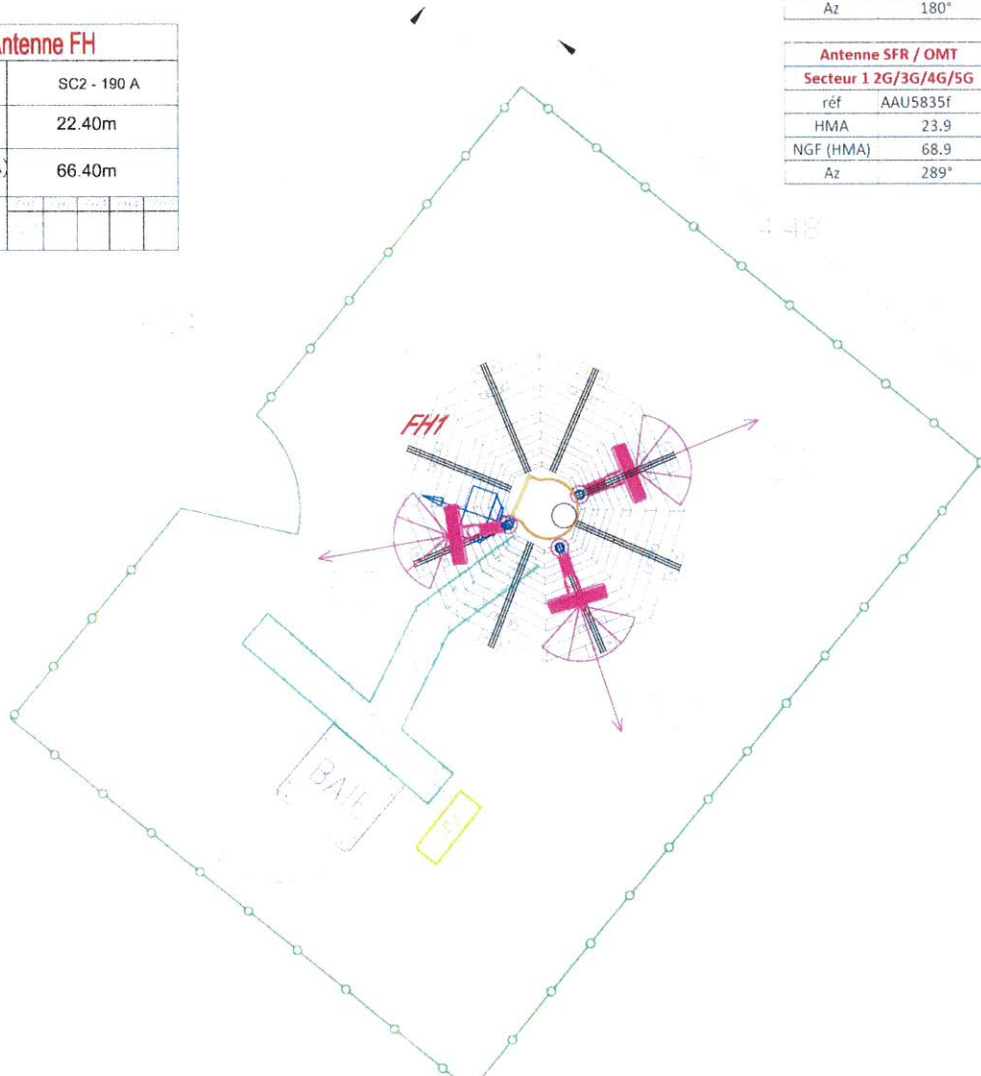 Antenne FH
SC2 - 190 A
22.40m
66.40m
Az 180°
Antenne SFR / OMT
Secteur 1 2G/3G/4G/5G
réf AAU5835f
HMA 23.9
NGF (HMA) 68.9
Az 289°
FH1
BAIE